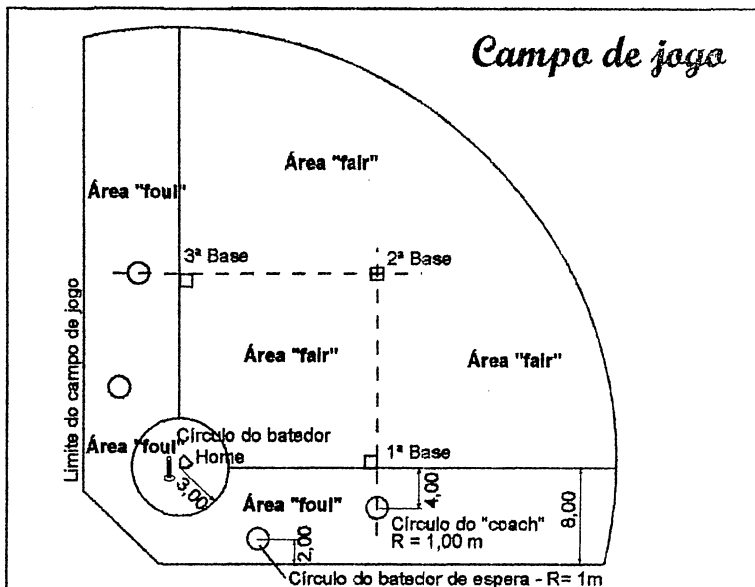 Campo de jogo
Área "fair"
Área "foul"
3ª Base
2ª Base
Limite do campo de jogo
Área "fair"
Área "fair"
Círculo do batedor
Área "foul"
Home
1ª Base
3,00
4,00
8,00
Área "foul"
Círculo do "coach"
R = 1,00 m
2,00
Círculo do batedor de espera - R= 1m